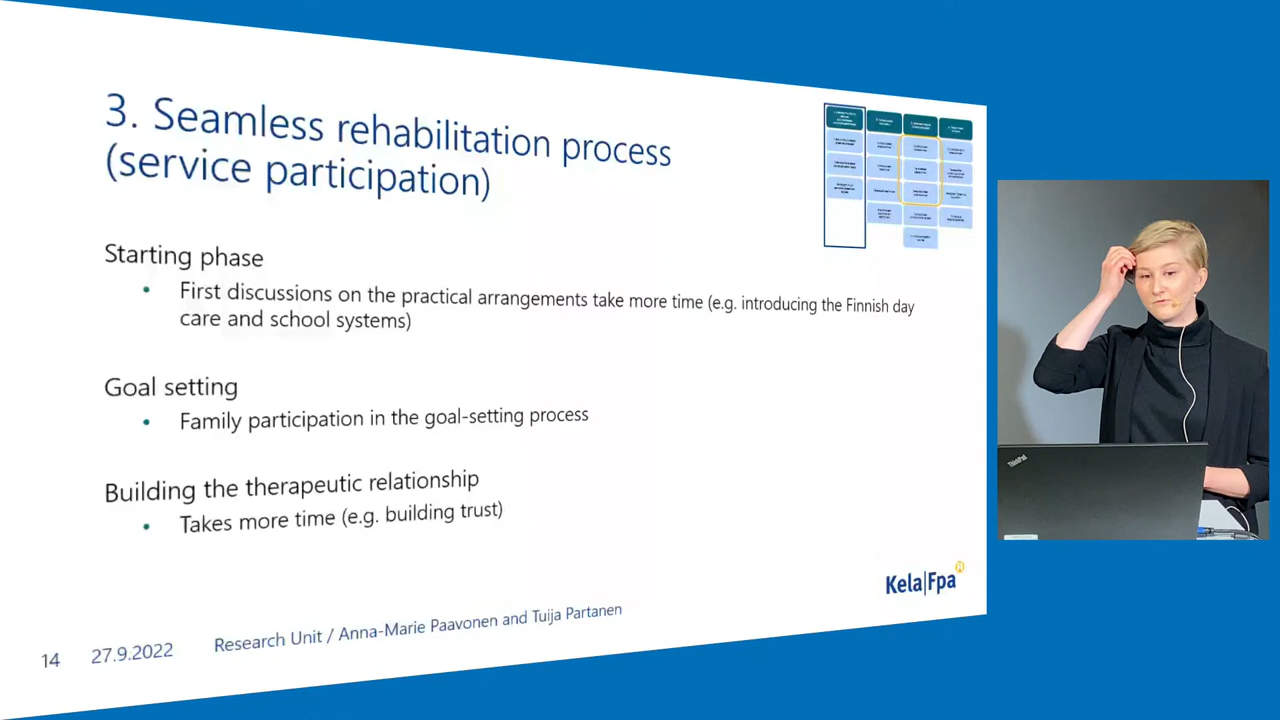 3. Seamless rehabilitation process
(service participation)
Starting phase
• First discussions on the practical arrangements take more time (e.g. introducing the Finnish day
care and school systems)
Goal setting
• Family participation in the goal-setting process
Building the therapeutic relationship
• Takes more time (e.g. building trust)
Kela|Fpa
14 27.9.2022 Research Unit / Anna-Marie Paavonen and Tuija Partanen
ThinkPad